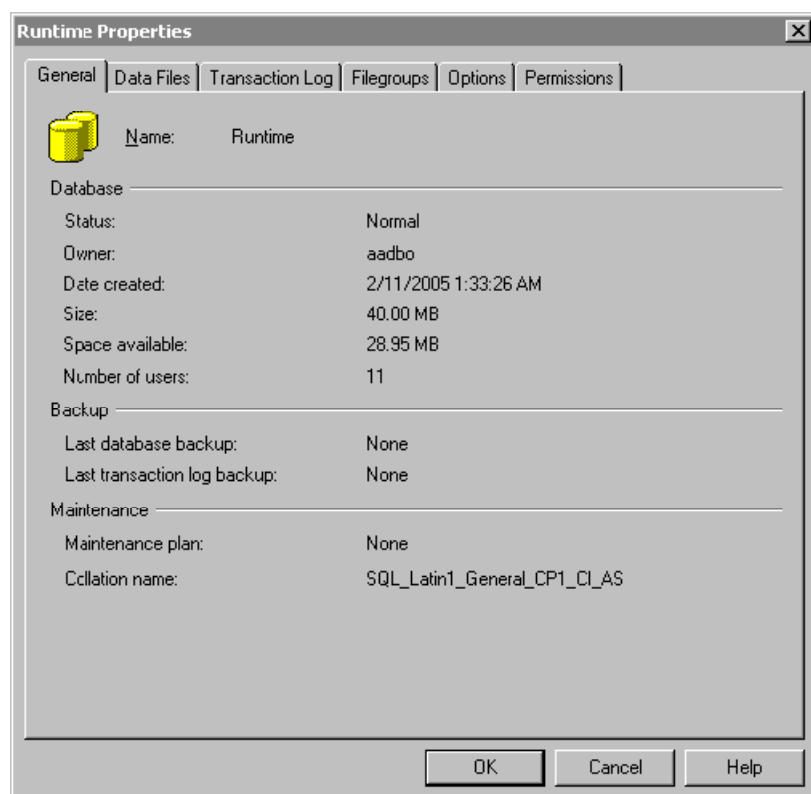 Runtime Properties
General Data Files Transaction Log Filegroups Options Permissions
Name: Runtime
Database
Status: Normal
Owner: aadbo
Date created: 2/11/2005 1:33:26 AM
Size: 40.00 MB
Space available: 28.95 MB
Number of users: 11
Backup
Last database backup: None
Last transaction log backup: None
Maintenance
Maintenance plan: None
Collation name: SQL_Latin1_General_CP1_CI_AS
OK Cancel Help